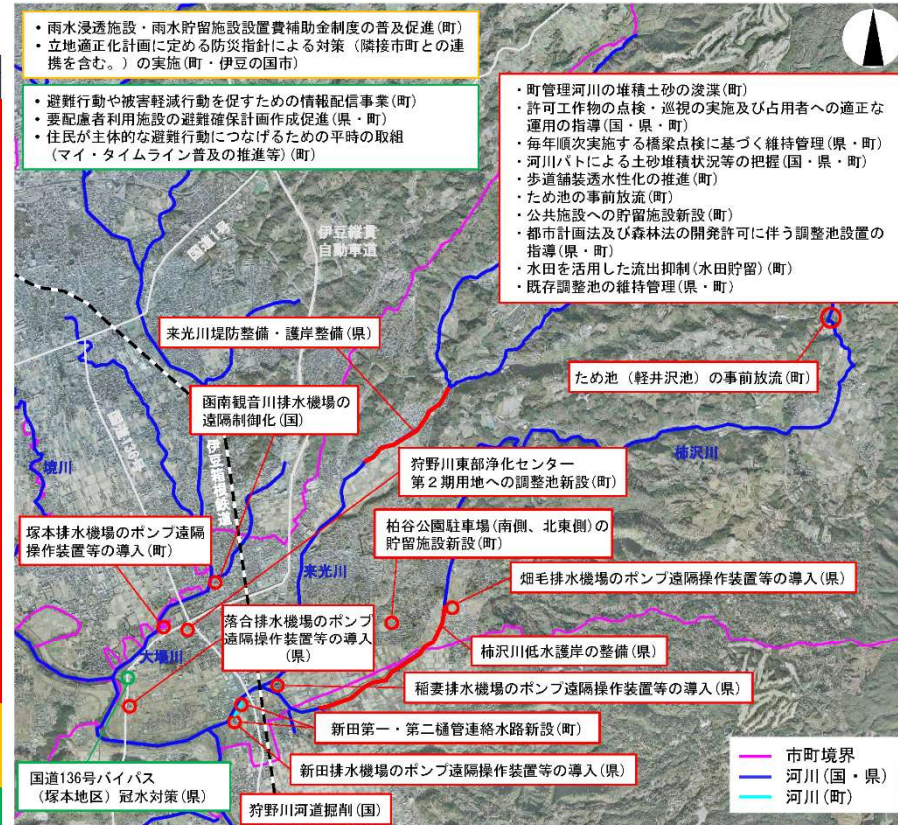 ・雨水浸透施設・雨水貯留施設設置費補助金制度の普及促進(町)
・立地適正化計画に定める防災指針による対策（隣接市町との連
携を含む。）の実施(町・伊豆の国市)
・避難行動や被害軽減行動を促すための情報配信事業(町)
・要配慮者利用施設の避難確保計画作成促進(県・町)
・住民が主体的な避難行動につなげるための平時の取組
（マイ・タイムライン普及の推進等）(町)
・町管理河川の堆積土砂の浚渫(町)
・許可工作物の点検・巡視の実施及び占用者への適正な
運用の指導(国・県・町)
・毎年順次実施する橋梁点検に基づく維持管理(県・町)
・河川パトによる土砂堆積状況等の把握(国・県・町)
・歩道舗装透水性化の推進(町)
・ため池の事前放流(町)
・公共施設への貯留施設新設(町)
・都市計画法及び森林法の開発許可に伴う調整池設置の
指導(県・町)
・水田を活用した流出抑制(水田貯留)(町)
・既存調整池の維持管理(県・町)
国道1号
伊豆縦貫
自動車道
来光川堤防整備・護岸整備(県)
ため池（軽井沢池）の事前放流(町)
函南観音川排水機場の
遠隔制御化(国)
国道136号
境川
伊豆箱根鉄道
柿沢川
狩野川東部浄化センター
第２期用地への調整池新設(町)
塚本排水機場のポンプ遠隔
操作装置等の導入(町)
来光川
柏谷公園駐車場(南側、北東側)の
貯留施設新設(町)
畑毛排水機場のポンプ遠隔操作装置等の導入(県)
落合排水機場のポンプ
遠隔操作装置等の導入
(県)
大場川
柿沢川低水護岸の整備(県)
稲妻排水機場のポンプ遠隔操作装置等の導入(県)
新田第一・第二樋管連絡水路新設(町)
新田排水機場のポンプ遠隔操作装置等の導入(県)
国道136号バイパス
（塚本地区）冠水対策(県)
狩野川河道掘削(国)
市町境界
河川(国・県)
河川(町)